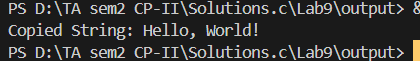 PS D:\TA sem2 CP-II\Solutions.c\Lab9\output> &
Copied String: Hello, World!
PS D:\TA sem2 CP-II\Solutions.c\Lab9\output>